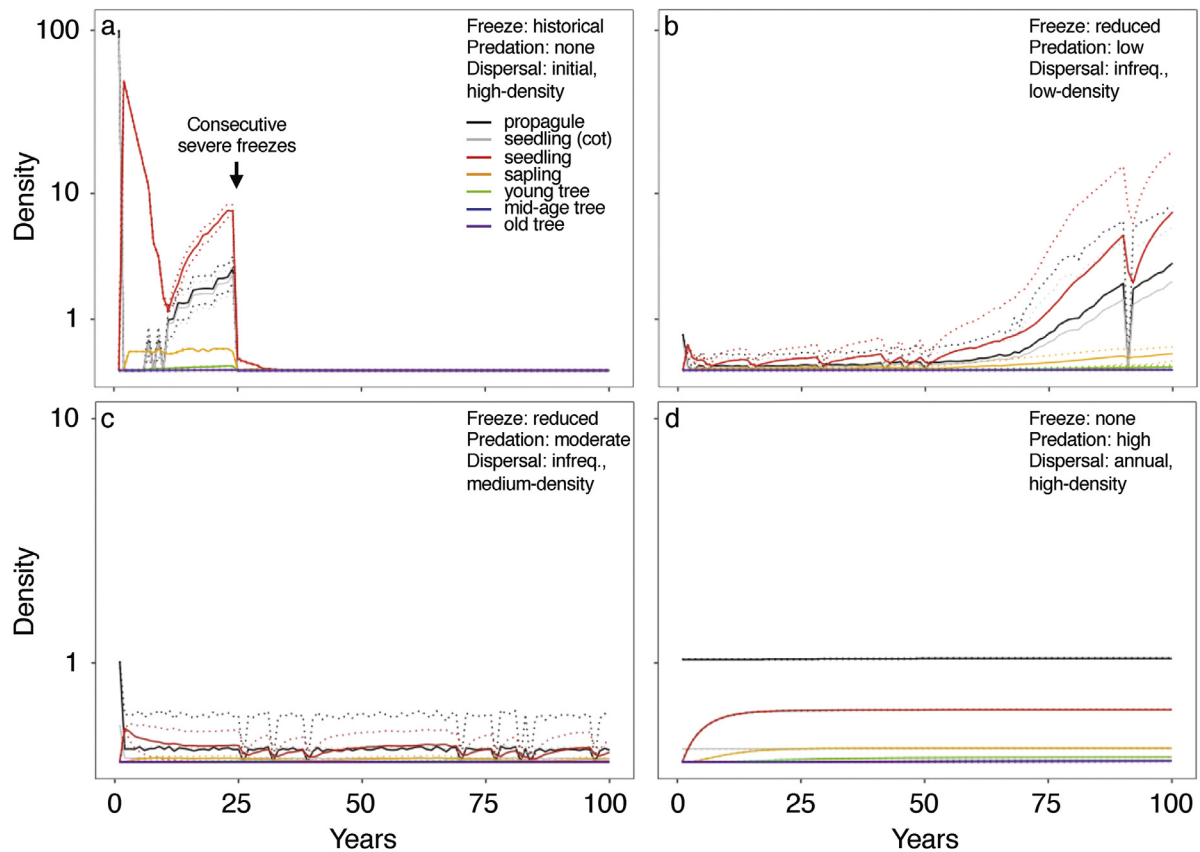 a
Freeze: historical
Predation: none
Dispersal: initial,
high-density
propagule
seedling (cot)
seedling
sapling
young tree
mid-age tree
old tree
Consecutive
severe freezes
100
10
1
Density
b
Freeze: reduced
Predation: low
Dispersal: infreq.,
low-density
c
Freeze: reduced
Predation: moderate
Dispersal: infreq.,
medium-density
10
1
Density
0
25
50
75
100
Years
d
Freeze: none
Predation: high
Dispersal: annual,
high-density
0
25
50
75
100
Years